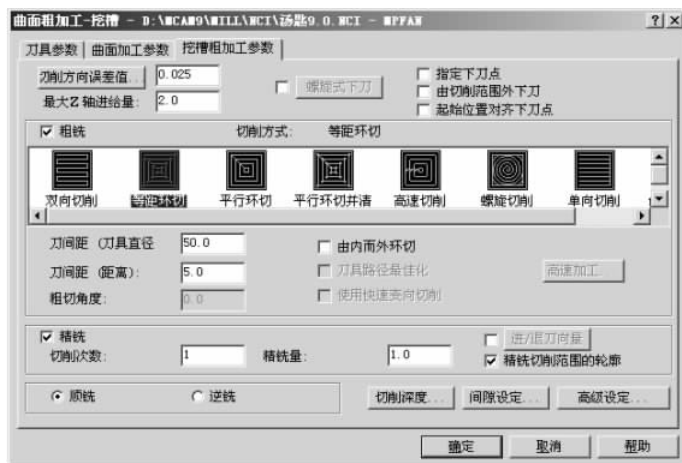 曲面粗加工-挖槽 - D:\MCAM9\MILL\NCI\汤匙9.0.NCI - MPFAN
刀具参数 曲面加工参数 挖槽粗加工参数
切削方向误差值... 0.025
最大Z 轴进给量: 2.0
螺旋式下刀
指定下刀点
由切削范围外下刀
起始位置对齐下刀点
粗铣 切削方式: 等距环切
双向切削 等距环切 平行环切 平行环切并清 高速切削 螺旋切削 单向切削
刀间距 (刀具直径 50.0
刀间距 (距离): 5.0
粗切角度: 0.0
由内而外环切
刀具路径最佳化
使用快速变向切削
高速加工...
精铣
切削次数: 1 精铣量: 1.0
进/退刀向量
精铣切削范围的轮廓
顺铣 逆铣
切削深度... 间隙设定... 高级设定...
确定 取消 帮助